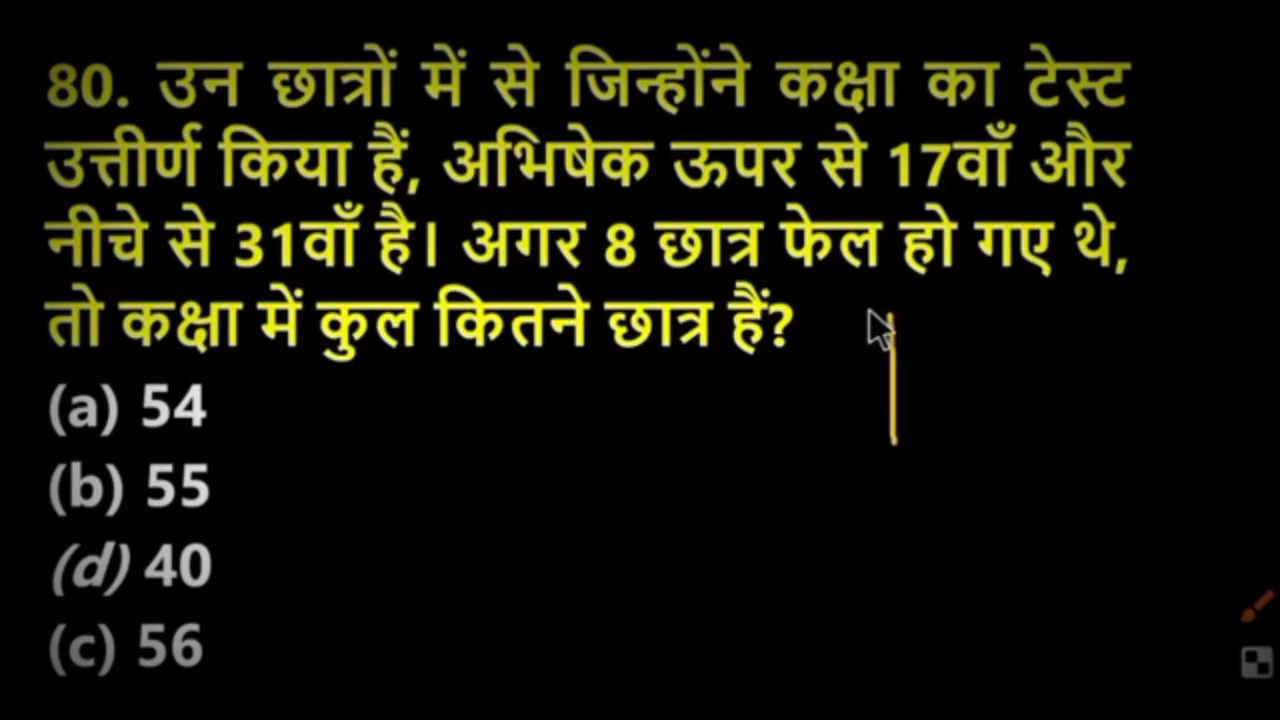 80. उन छात्रों में से जिन्होंने कक्षा का टेस्ट
उत्तीर्ण किया हैं, अभिषेक ऊपर से 17वाँ और
नीचे से 31वाँ है। अगर 8 छात्र फेल हो गए थे,
तो कक्षा में कुल कितने छात्र हैं?
(a) 54
(b) 55
(d) 40
(c) 56